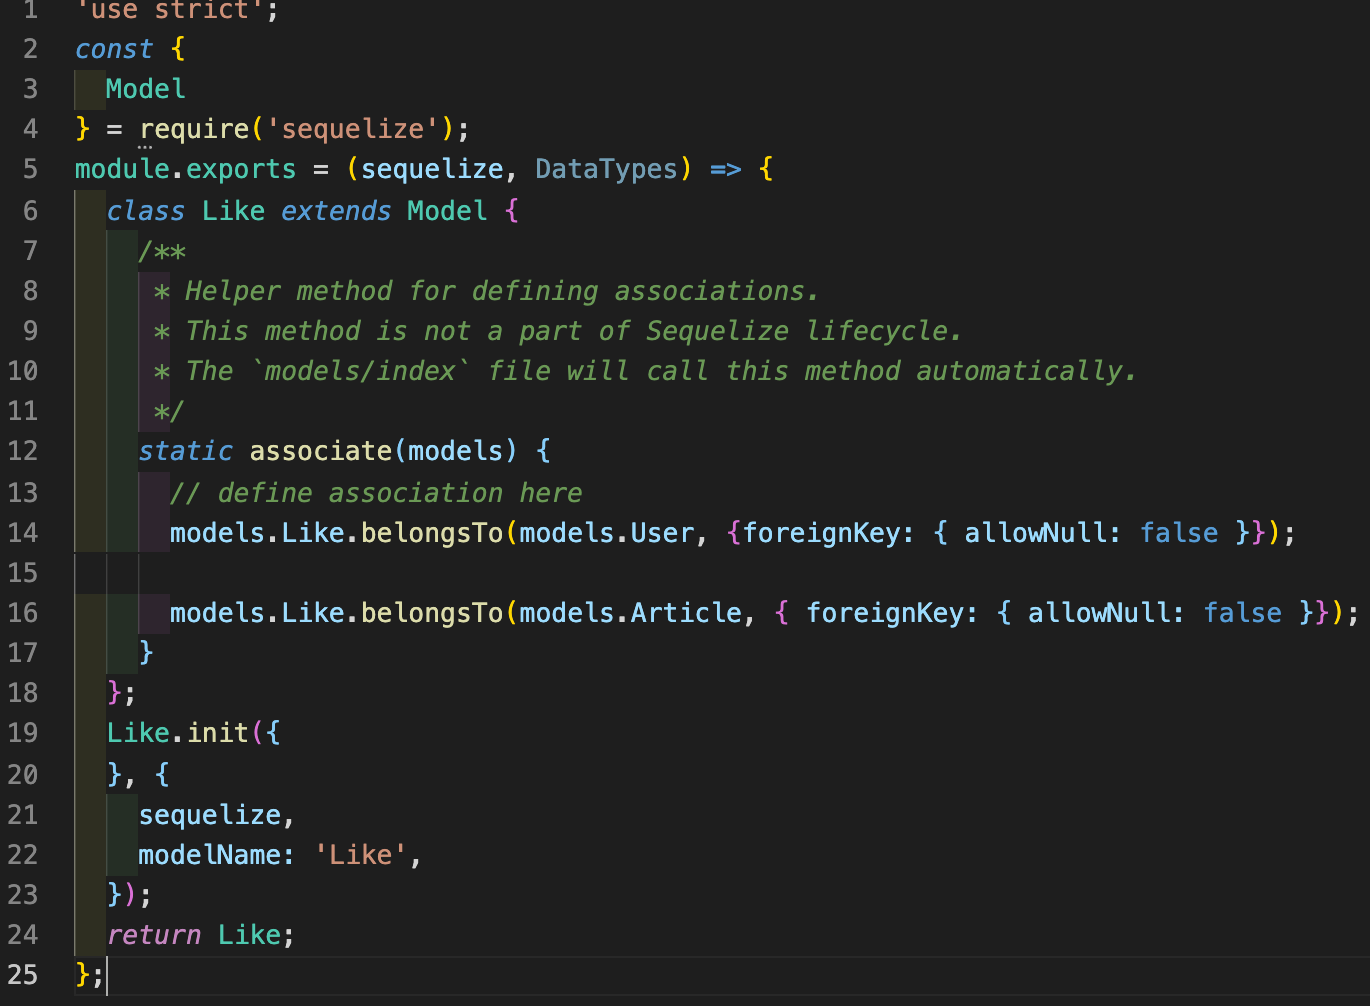 1 'use strict';
2 const {
3   Model
4 } = require('sequelize');
5 module.exports = (sequelize, DataTypes) => {
6   class Like extends Model {
7     /**
8      * Helper method for defining associations.
9      * This method is not a part of Sequelize lifecycle.
10      * The `models/index` file will call this method automatically.
11      */
12     static associate(models) {
13       // define association here
14       models.Like.belongsTo(models.User, {foreignKey: { allowNull: false }});
15
16       models.Like.belongsTo(models.Article, { foreignKey: { allowNull: false }});
17     }
18   };
19   Like.init({
20   }, {
21     sequelize,
22     modelName: 'Like',
23   });
24   return Like;
25 };